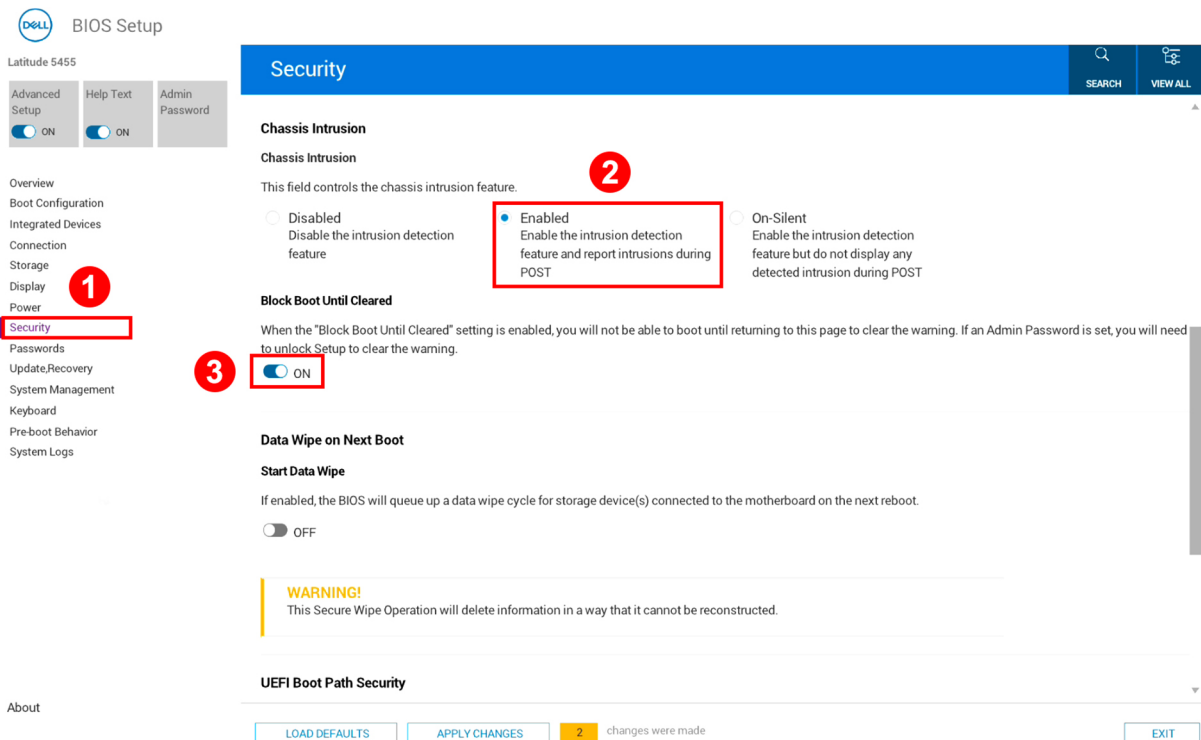 DELL
BIOS Setup
Latitude 5455
Advanced Setup
ON
Help Text
ON
Admin Password
Overview
Boot Configuration
Integrated Devices
Connection
Storage
Display
1
Power
Security
Passwords
Update,Recovery
System Management
Keyboard
Pre-boot Behavior
System Logs
About
Security
SEARCH
VIEW ALL
Chassis Intrusion
Chassis Intrusion
This field controls the chassis intrusion feature.
2
Disabled
Disable the intrusion detection
feature
Enabled
Enable the intrusion detection
feature and report intrusions during
POST
On-Silent
Enable the intrusion detection
feature but do not display any
detected intrusion during POST
Block Boot Until Cleared
When the "Block Boot Until Cleared" setting is enabled, you will not be able to boot until returning to this page to clear the warning. If an Admin Password is set, you will need
to unlock Setup to clear the warning.
3
ON
Data Wipe on Next Boot
Start Data Wipe
If enabled, the BIOS will queue up a data wipe cycle for storage device(s) connected to the motherboard on the next reboot.
OFF
WARNING!
This Secure Wipe Operation will delete information in a way that it cannot be reconstructed.
UEFI Boot Path Security
LOAD DEFAULTS
APPLY CHANGES
2
changes were made
EXIT